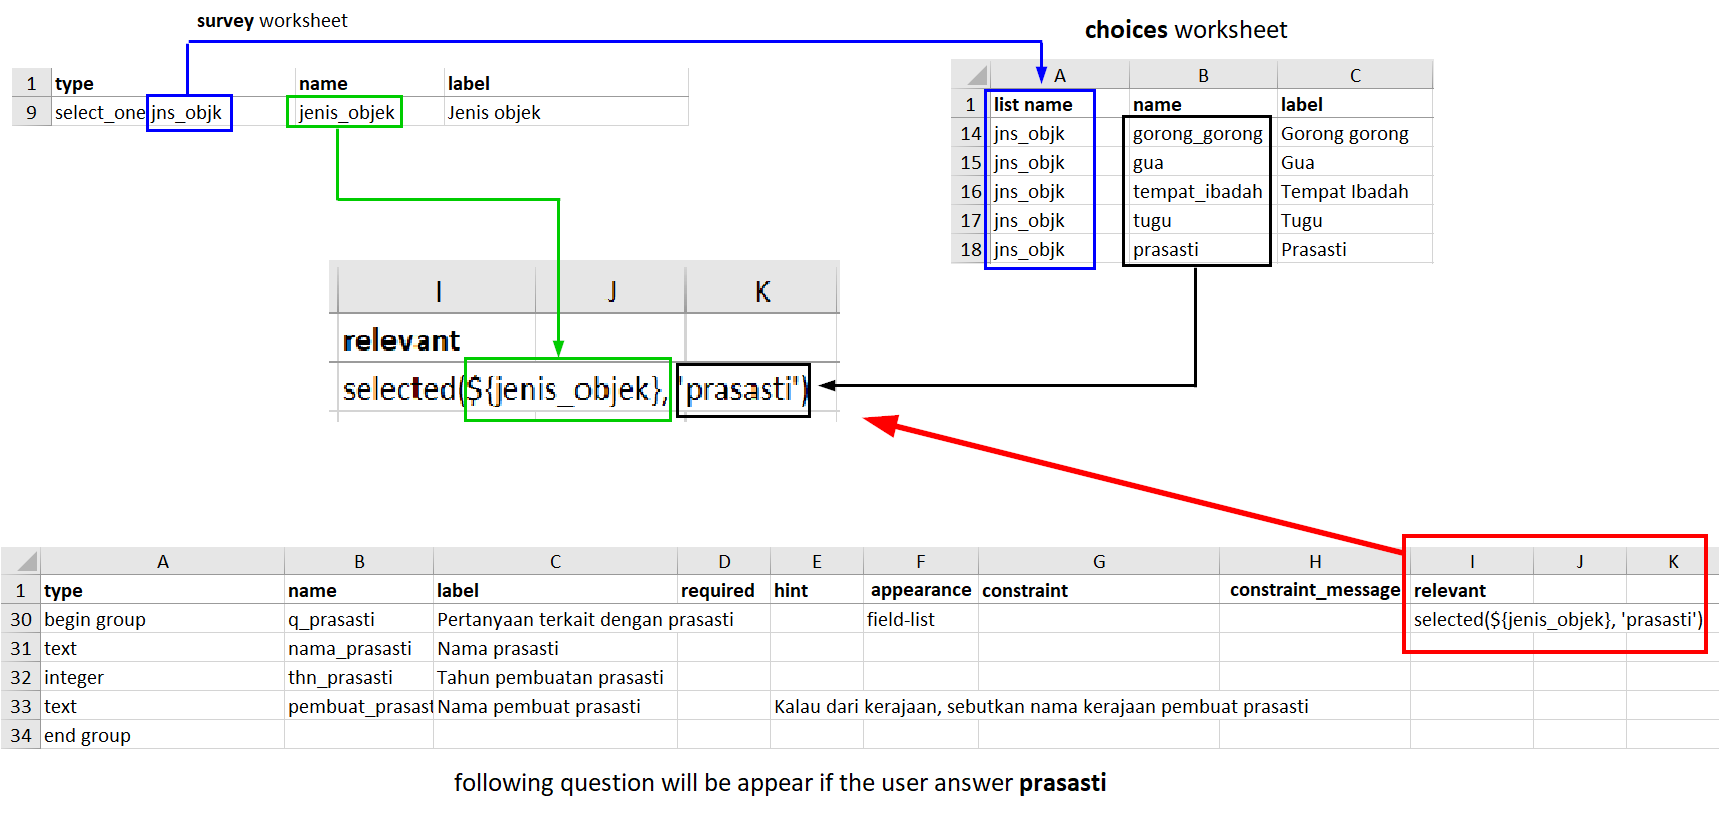 survey worksheet
1 type name label
9 select_one jns_objk jenis_objek Jenis objek
choices worksheet
A B C
1 list name name label
14 jns_objk gorong_gorong Gorong gorong
15 jns_objk gua Gua
16 jns_objk tempat_ibadah Tempat Ibadah
17 jns_objk tugu Tugu
18 jns_objk prasasti Prasasti
I J K
relevant
selected(${jenis_objek}, 'prasasti')
A B C D E F G H I J K
1 type name label required hint appearance constraint constraint_message relevant
30 begin group q_prasasti Pertanyaan terkait dengan prasasti field-list selected(${jenis_objek}, 'prasasti')
31 text nama_prasasti Nama prasasti
32 integer thn_prasasti Tahun pembuatan prasasti
33 text pembuat_prasast Nama pembuat prasasti Kalau dari kerajaan, sebutkan nama kerajaan pembuat prasasti
34 end group
following question will be appear if the user answer prasasti